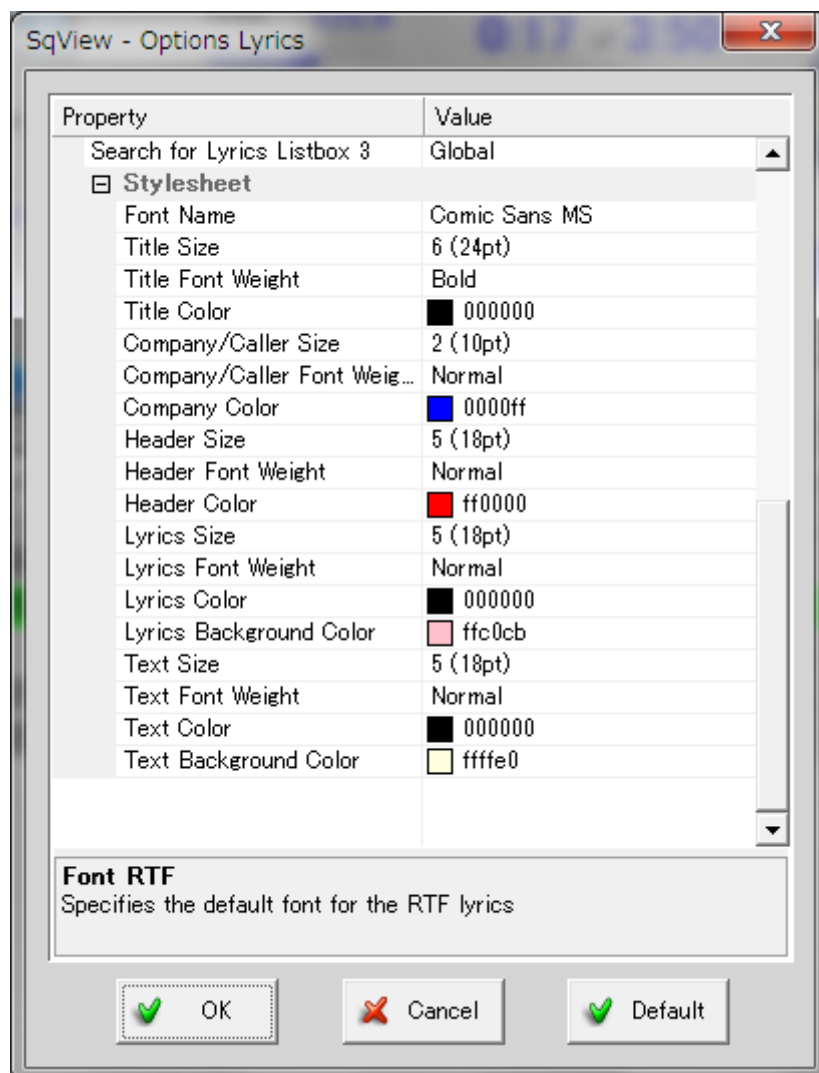 SqView - Options Lyrics
0:17 - 3:50
Property Value
Search for Lyrics Listbox 3 Global
Stylesheet
Font Name Comic Sans MS
Title Size 6 (24pt)
Title Font Weight Bold
Title Color 000000
Company/Caller Size 2 (10pt)
Company/Caller Font Weig... Normal
Company Color 0000ff
Header Size 5 (18pt)
Header Font Weight Normal
Header Color ff0000
Lyrics Size 5 (18pt)
Lyrics Font Weight Normal
Lyrics Color 000000
Lyrics Background Color ffc0cb
Text Size 5 (18pt)
Text Font Weight Normal
Text Color 000000
Text Background Color ffffe0
Font RTF
Specifies the default font for the RTF lyrics
OK Cancel Default